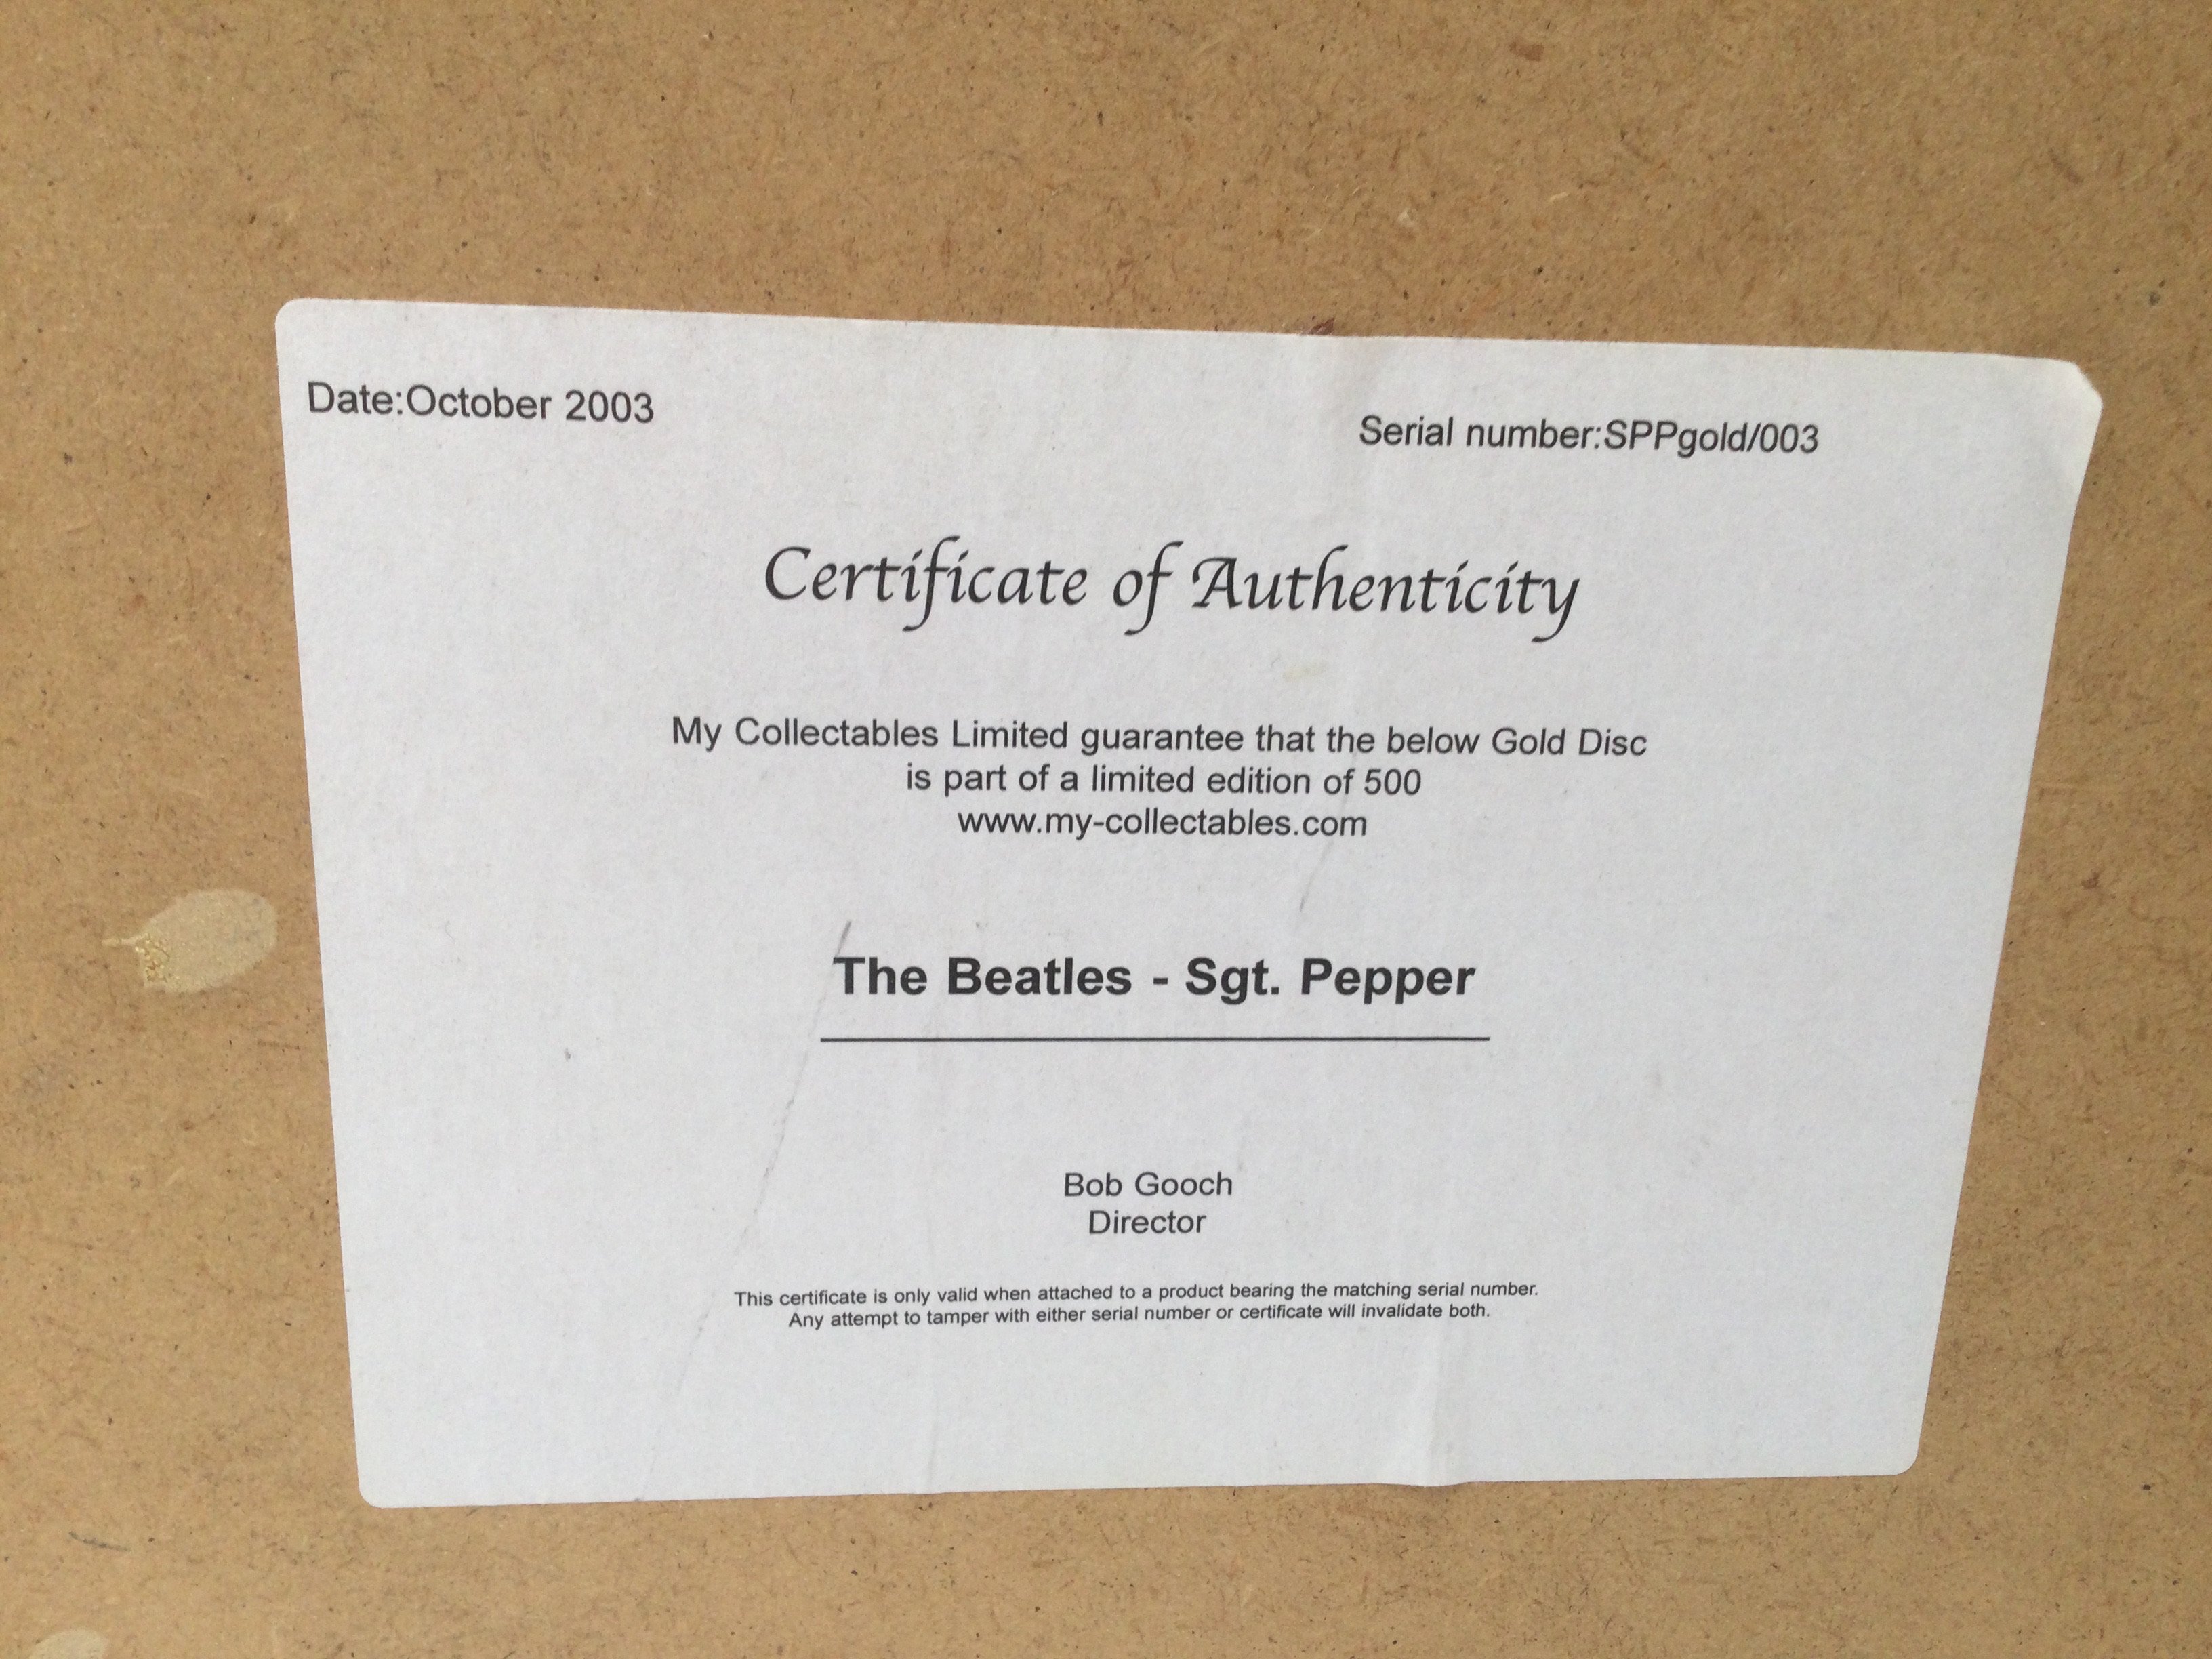 Date:October 2003
Serial number:SPPgold/003
Certificate of Authenticity
My Collectables Limited guarantee that the below Gold Disc
is part of a limited edition of 500
www.my-collectables.com
The Beatles - Sgt. Pepper
Bob Gooch
Director
This certificate is only valid when attached to a product bearing the matching serial number.
Any attempt to tamper with either serial number or certificate will invalidate both.